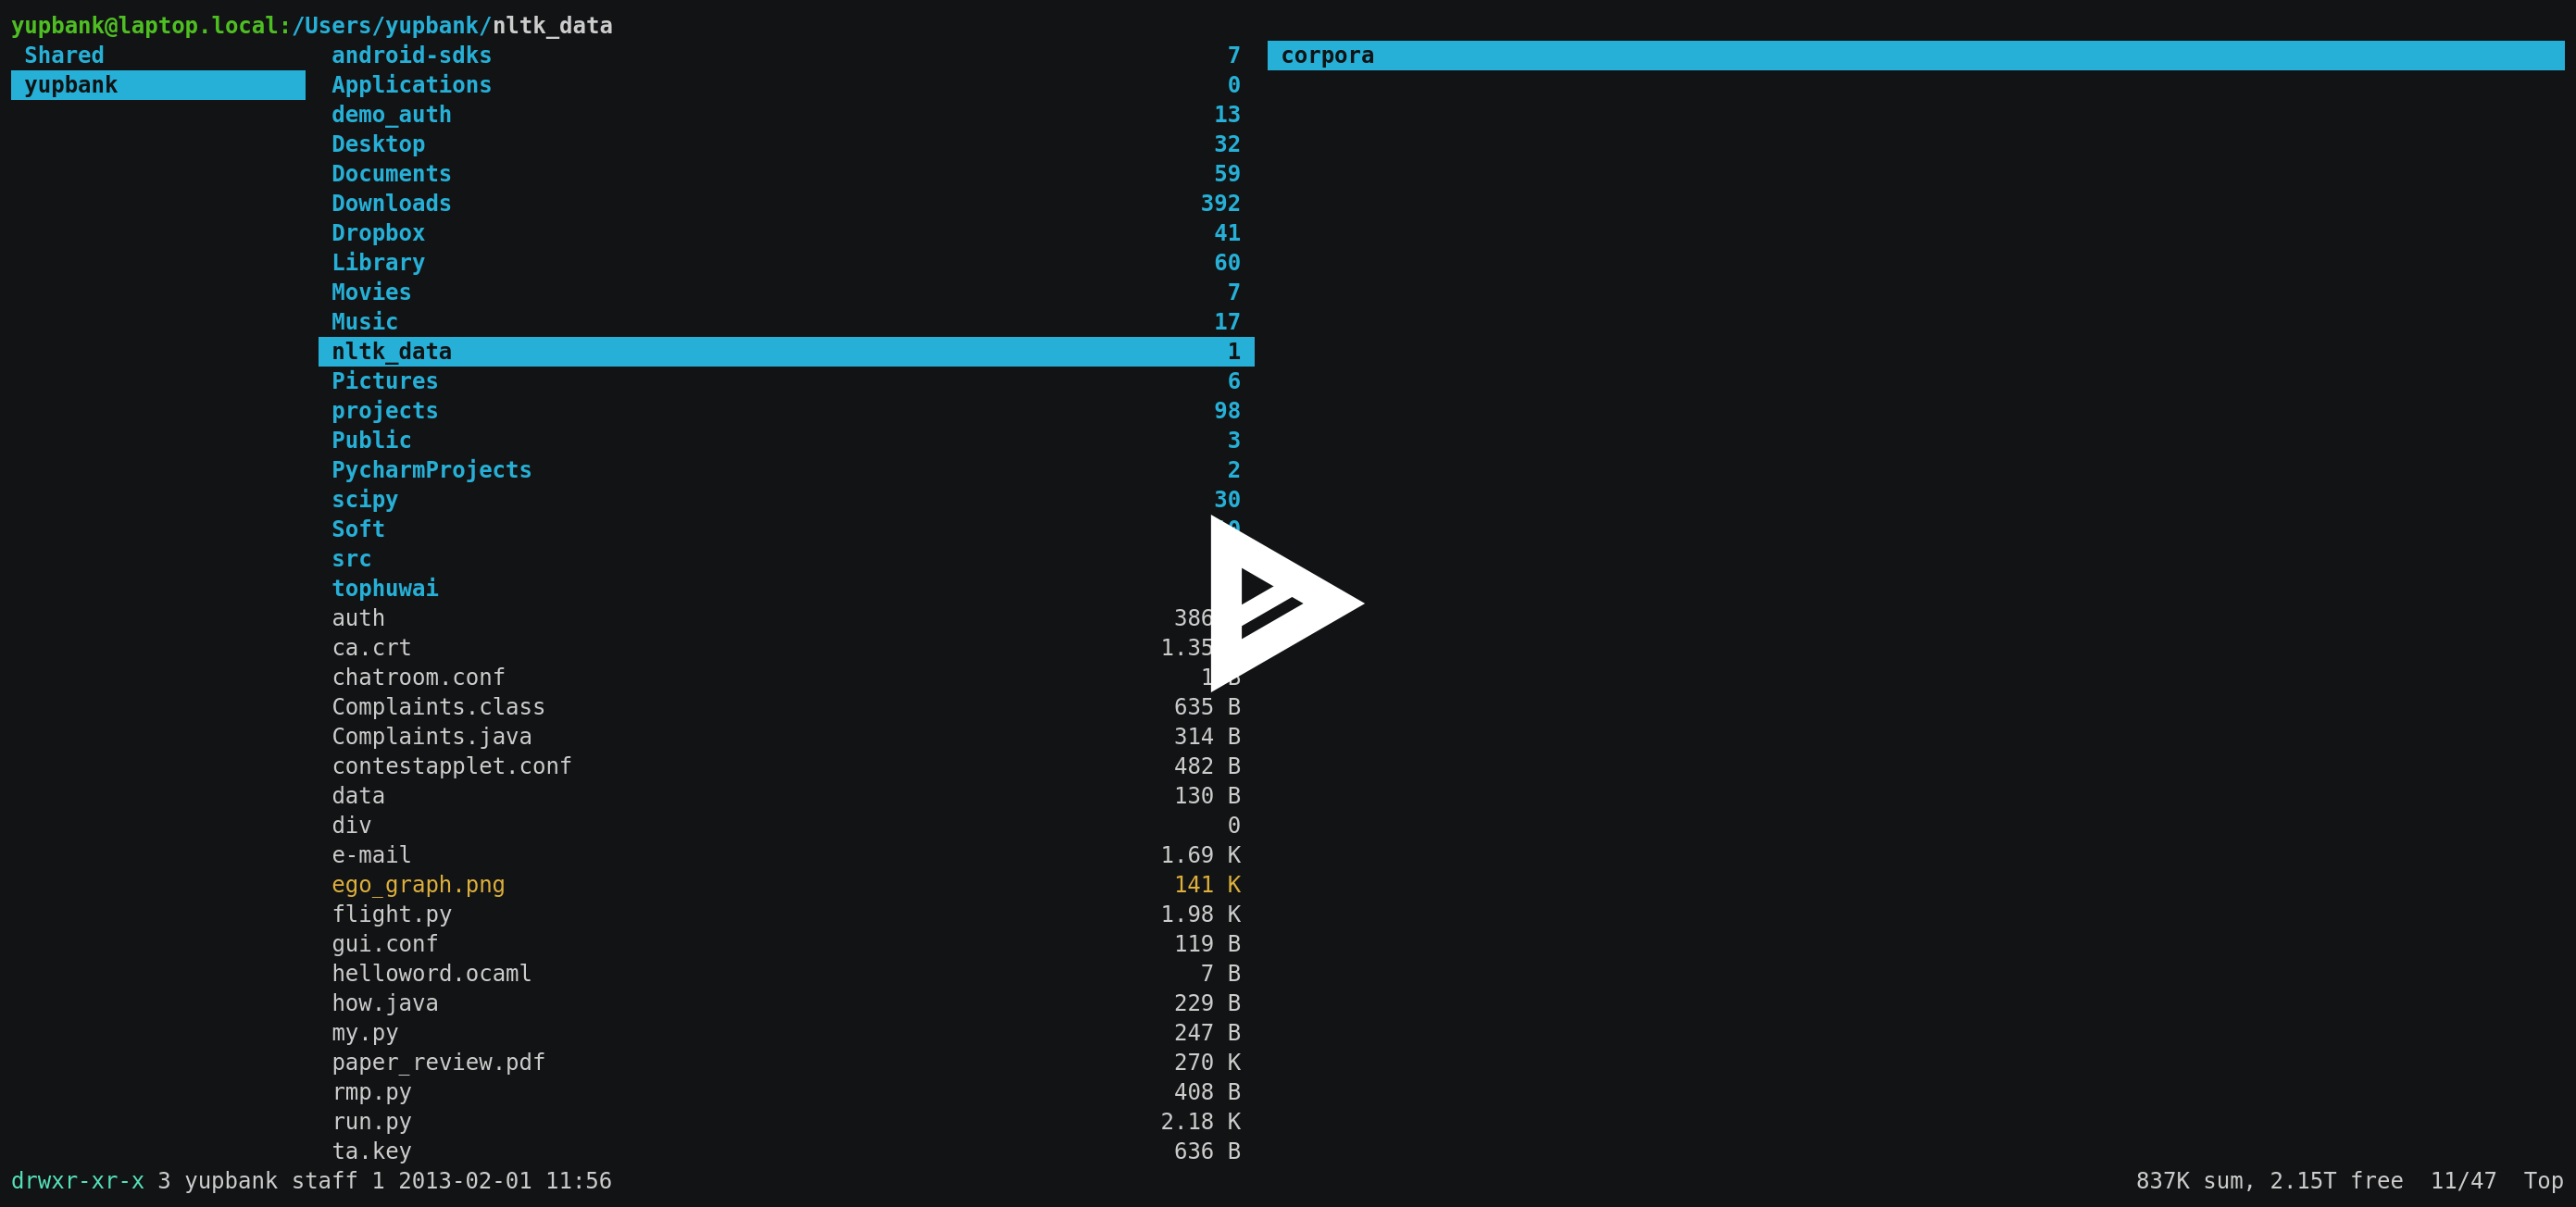 yupbank@laptop.local:/Users/yupbank/nltk_data
Shared android-sdks 7 corpora
yupbank Applications 0
demo_auth 13
Desktop 32
Documents 59
Downloads 392
Dropbox 41
Library 60
Movies 7
Music 17
nltk_data 1
Pictures 6
projects 98
Public 3
PycharmProjects 2
scipy 30
Soft
src
tophuwai
auth 386
ca.crt 1.35
chatroom.conf
Complaints.class 635 B
Complaints.java 314 B
contestapplet.conf 482 B
data 130 B
div 0
e-mail 1.69 K
ego_graph.png 141 K
flight.py 1.98 K
gui.conf 119 B
helloword.ocaml 7 B
how.java 229 B
my.py 247 B
paper_review.pdf 270 K
rmp.py 408 B
run.py 2.18 K
ta.key 636 B
drwxr-xr-x 3 yupbank staff 1 2013-02-01 11:56 837K sum, 2.15T free 11/47 Top